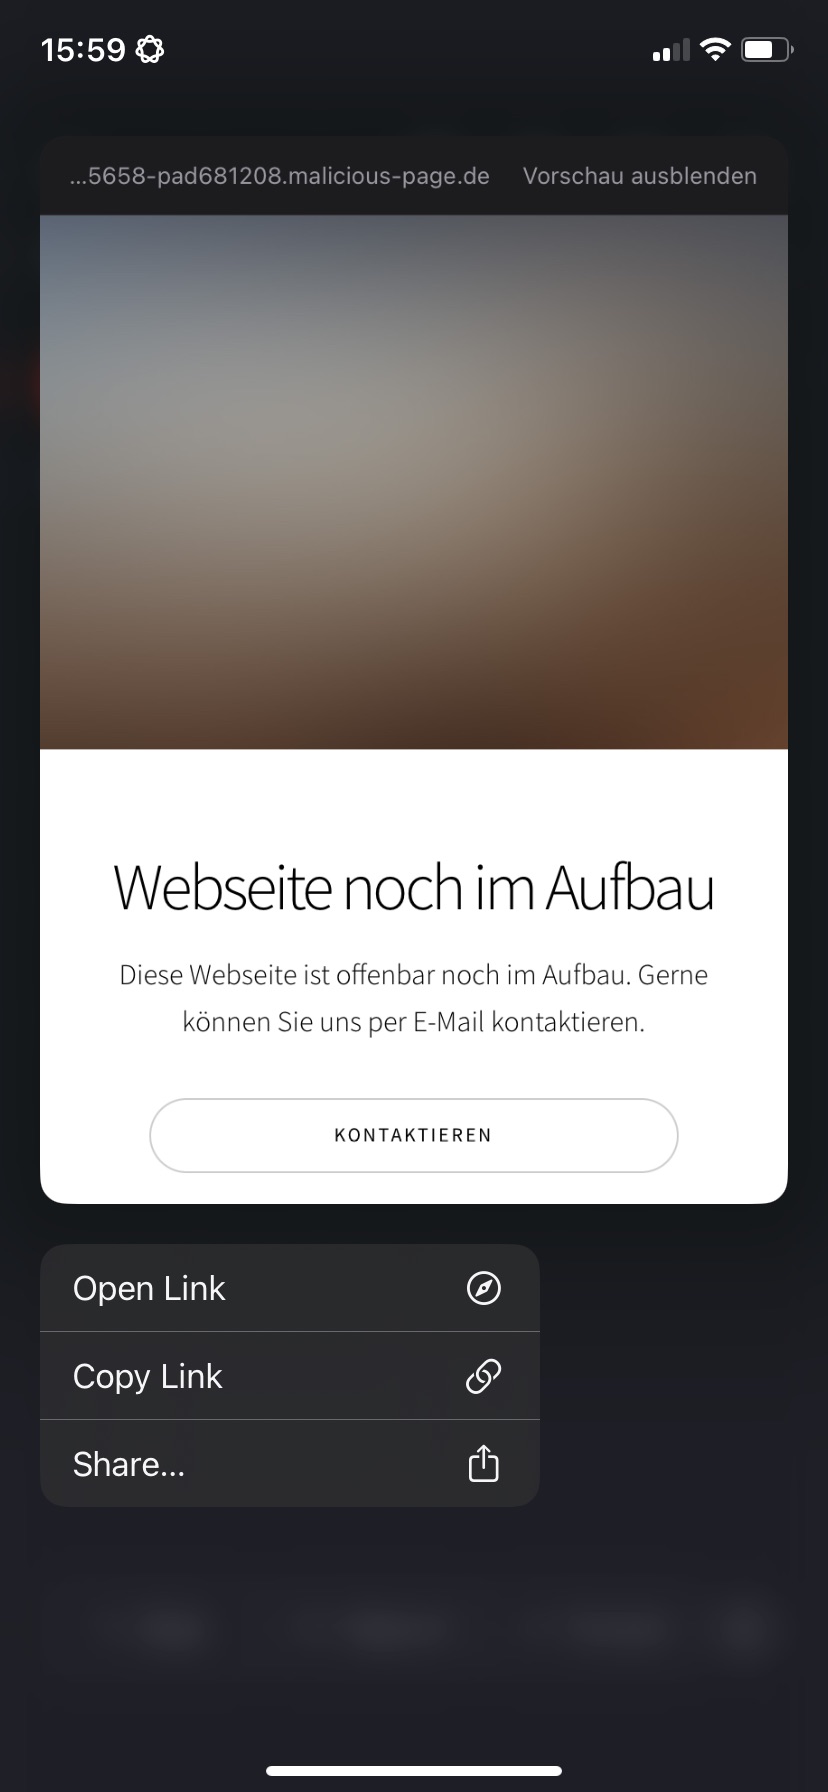 15:59
...5658-pad681208.malicious-page.de Vorschau ausblenden
Webseite noch im Aufbau
Diese Webseite ist offenbar noch im Aufbau. Gerne
können Sie uns per E-Mail kontaktieren.
KONTAKTIEREN
Open Link
Copy Link
Share...